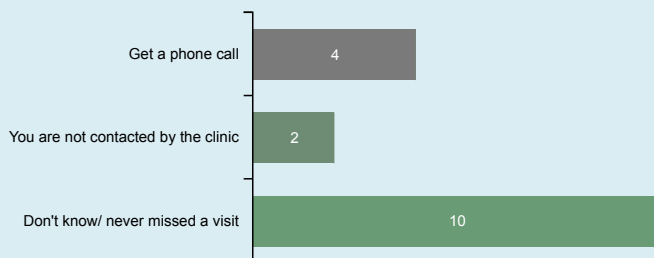 Get a phone call 4
You are not contacted by the clinic 2
Don't know/ never missed a visit 10